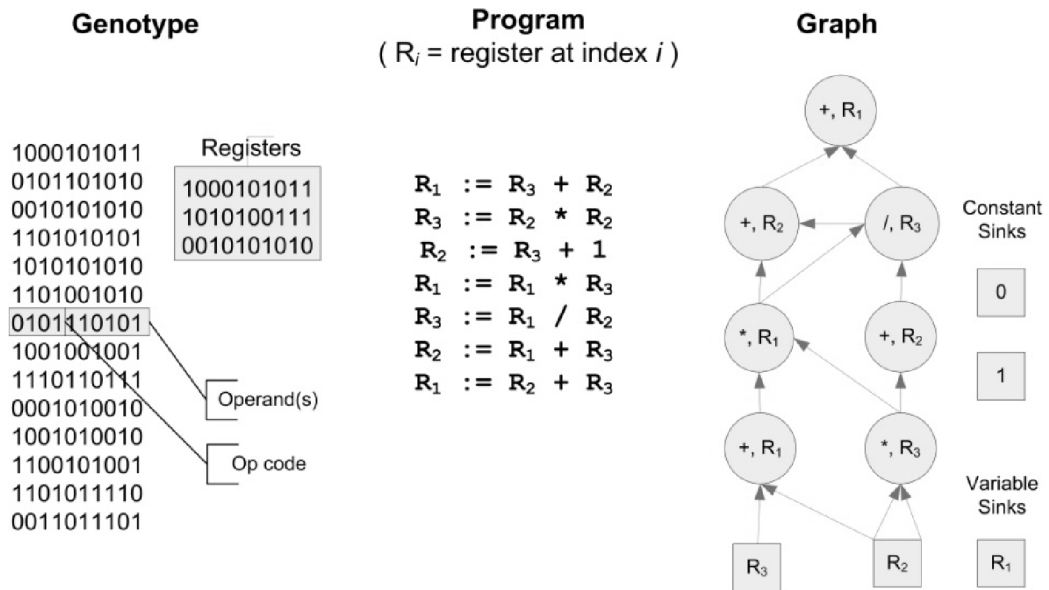 Genotype
1000101011
0101101010
0010101010
1101010101
1010101010
1101001010
0101110101
1001001001
1110110111
0001010010
1001010010
1100101001
1101011110
0011011101
Registers
1000101011
1010100111
0010101010
Operand(s)
Op code
Program
( Rᵢ = register at index i )
R₁ := R₃ + R₂
R₃ := R₂ * R₂
R₂ := R₃ + 1
R₁ := R₁ * R₃
R₃ := R₁ / R₂
R₂ := R₁ + R₃
R₁ := R₂ + R₃
Graph
+, R₁
+, R₂
/, R₃
*, R₁
+, R₂
+, R₁
*, R₃
R₃
R₂
Constant
Sinks
0
1
Variable
Sinks
R₁